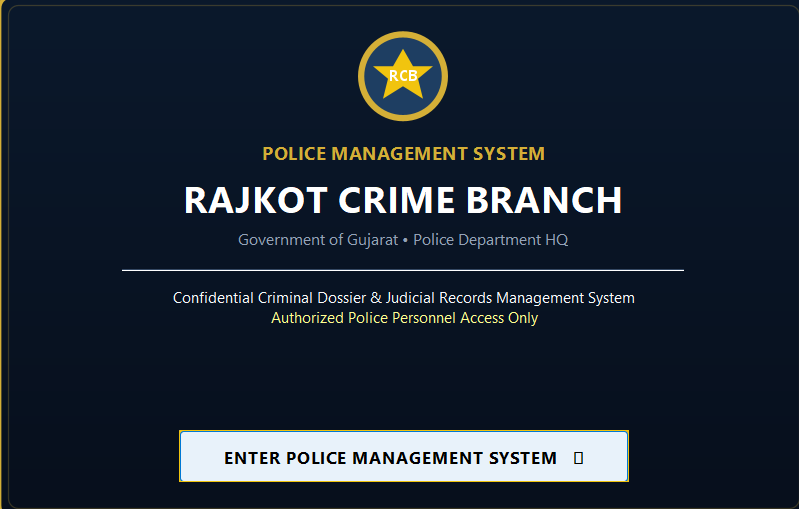 RCB
POLICE MANAGEMENT SYSTEM
RAJKOT CRIME BRANCH
Government of Gujarat • Police Department HQ
Confidential Criminal Dossier & Judicial Records Management System
Authorized Police Personnel Access Only
ENTER POLICE MANAGEMENT SYSTEM